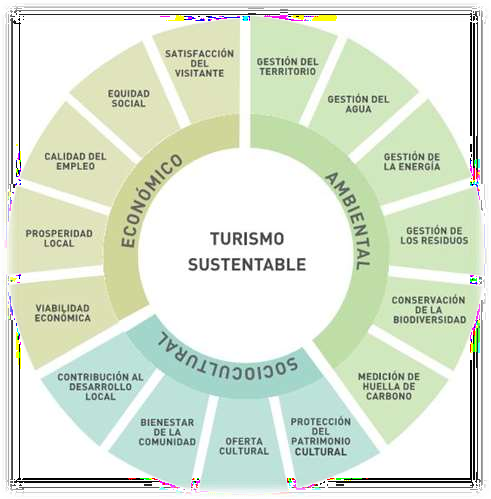 TURISMO
SUSTENTABLE
AMBIENTAL
GESTIÓN DEL
TERRITORIO
GESTIÓN DEL
AGUA
GESTIÓN DE
LA ENERGÍA
GESTIÓN DE
LOS RESIDUOS
CONSERVACIÓN
DE LA
BIODIVERSIDAD
MEDICIÓN DE
HUELLA DE
CARBONO
SOCIOCULTURAL
PROTECCIÓN
DEL
PATRIMONIO
CULTURAL
OFERTA
CULTURAL
BIENESTAR
DE LA
COMUNIDAD
CONTRIBUCIÓN AL
DESARROLLO
LOCAL
ECONÓMICO
VIABILIDAD
ECONÓMICA
PROSPERIDAD
LOCAL
CALIDAD DEL
EMPLEO
EQUIDAD
SOCIAL
SATISFACCIÓN
DEL
VISITANTE